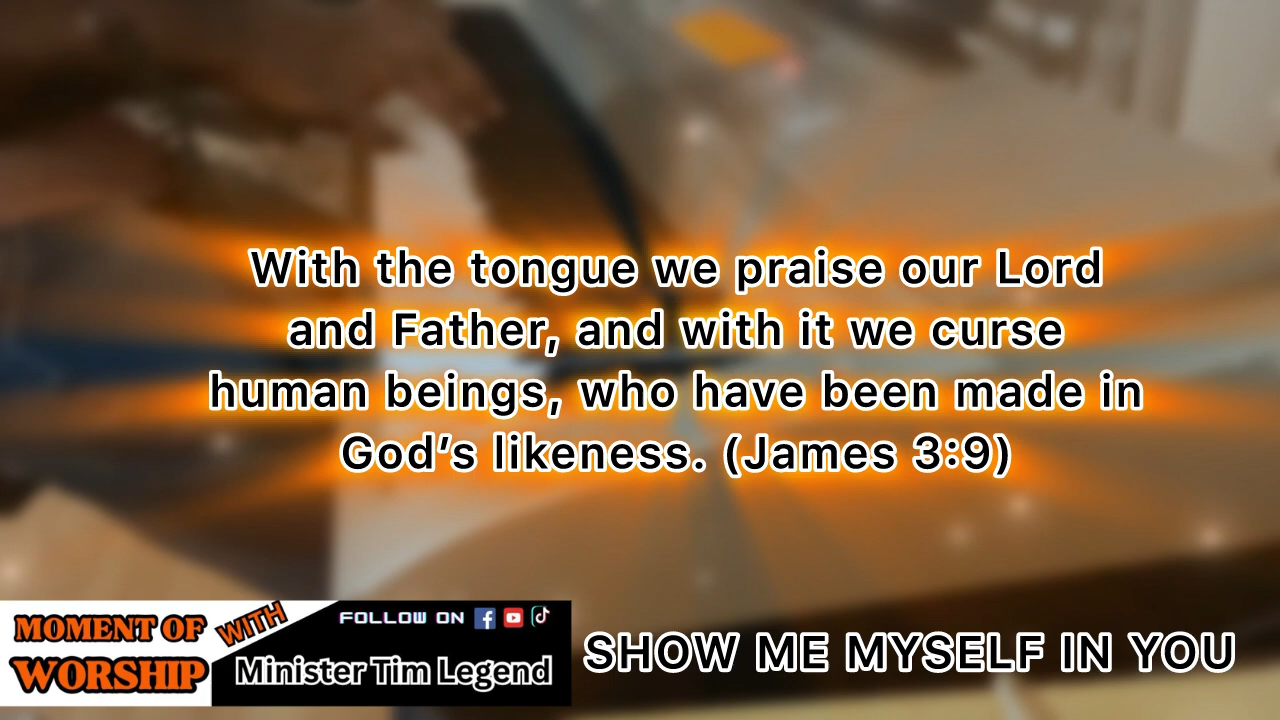 With the tongue we praise our Lord
and Father, and with it we curse
human beings, who have been made in
God’s likeness. (James 3:9)
MOMENT OF
WORSHIP
WITH
FOLLOW ON
Minister Tim Legend
SHOW ME MYSELF IN YOU